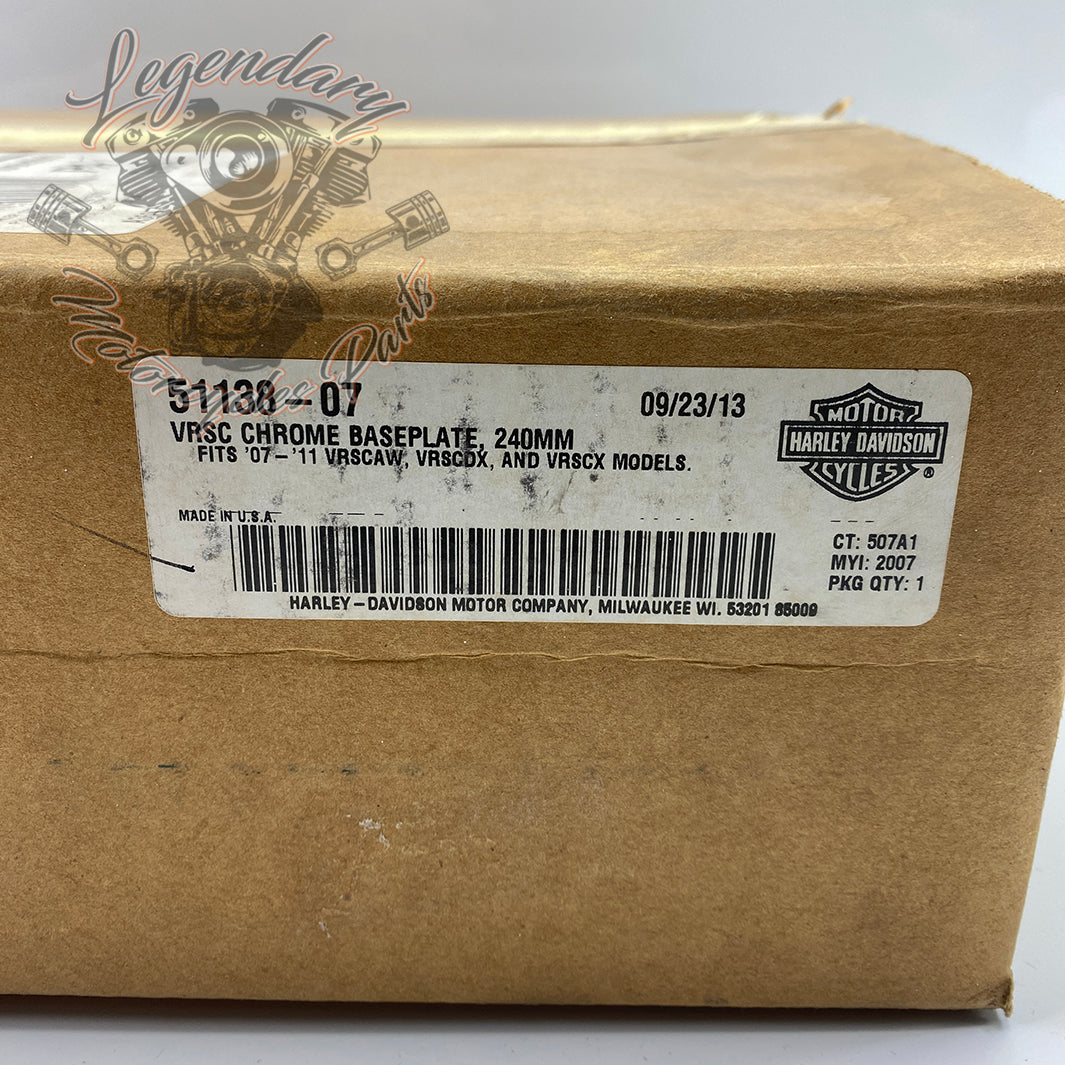 Legendary
Motorcycles Parts
51138-07
09/23/13
VRSC CHROME BASEPLATE, 240MM
FITS '07-'11 VRSCAW, VRSCDX, AND VRSCX MODELS.
MOTOR
HARLEY-DAVIDSON
CYCLES
®
MADE IN U.S.A.
CT: 507A1
MYI: 2007
PKG QTY: 1
HARLEY-DAVIDSON MOTOR COMPANY, MILWAUKEE WI. 53201 85009